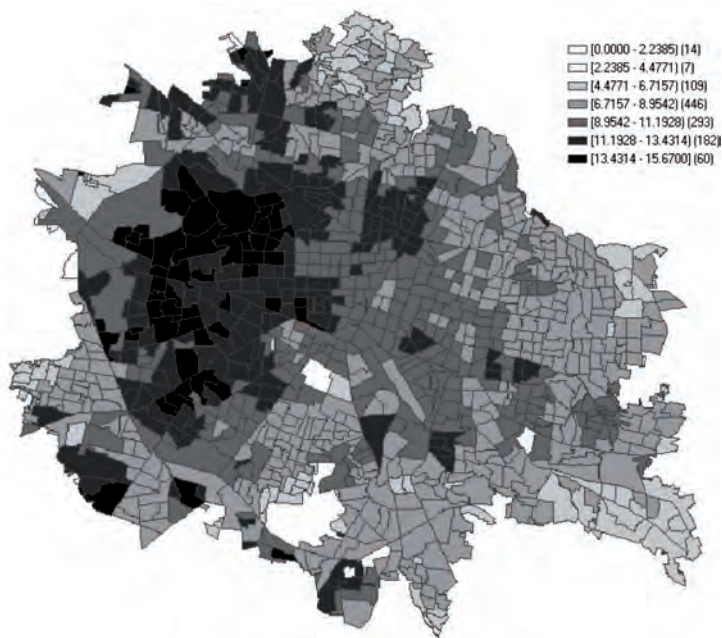 [0.0000 - 2.2385) (14)
[2.2385 - 4.4771) (7)
[4.4771 - 6.7157) (109)
[6.7157 - 8.9542) (446)
[8.9542 - 11.1928) (293)
[11.1928 - 13.4314) (182)
[13.4314 - 15.6700] (60)